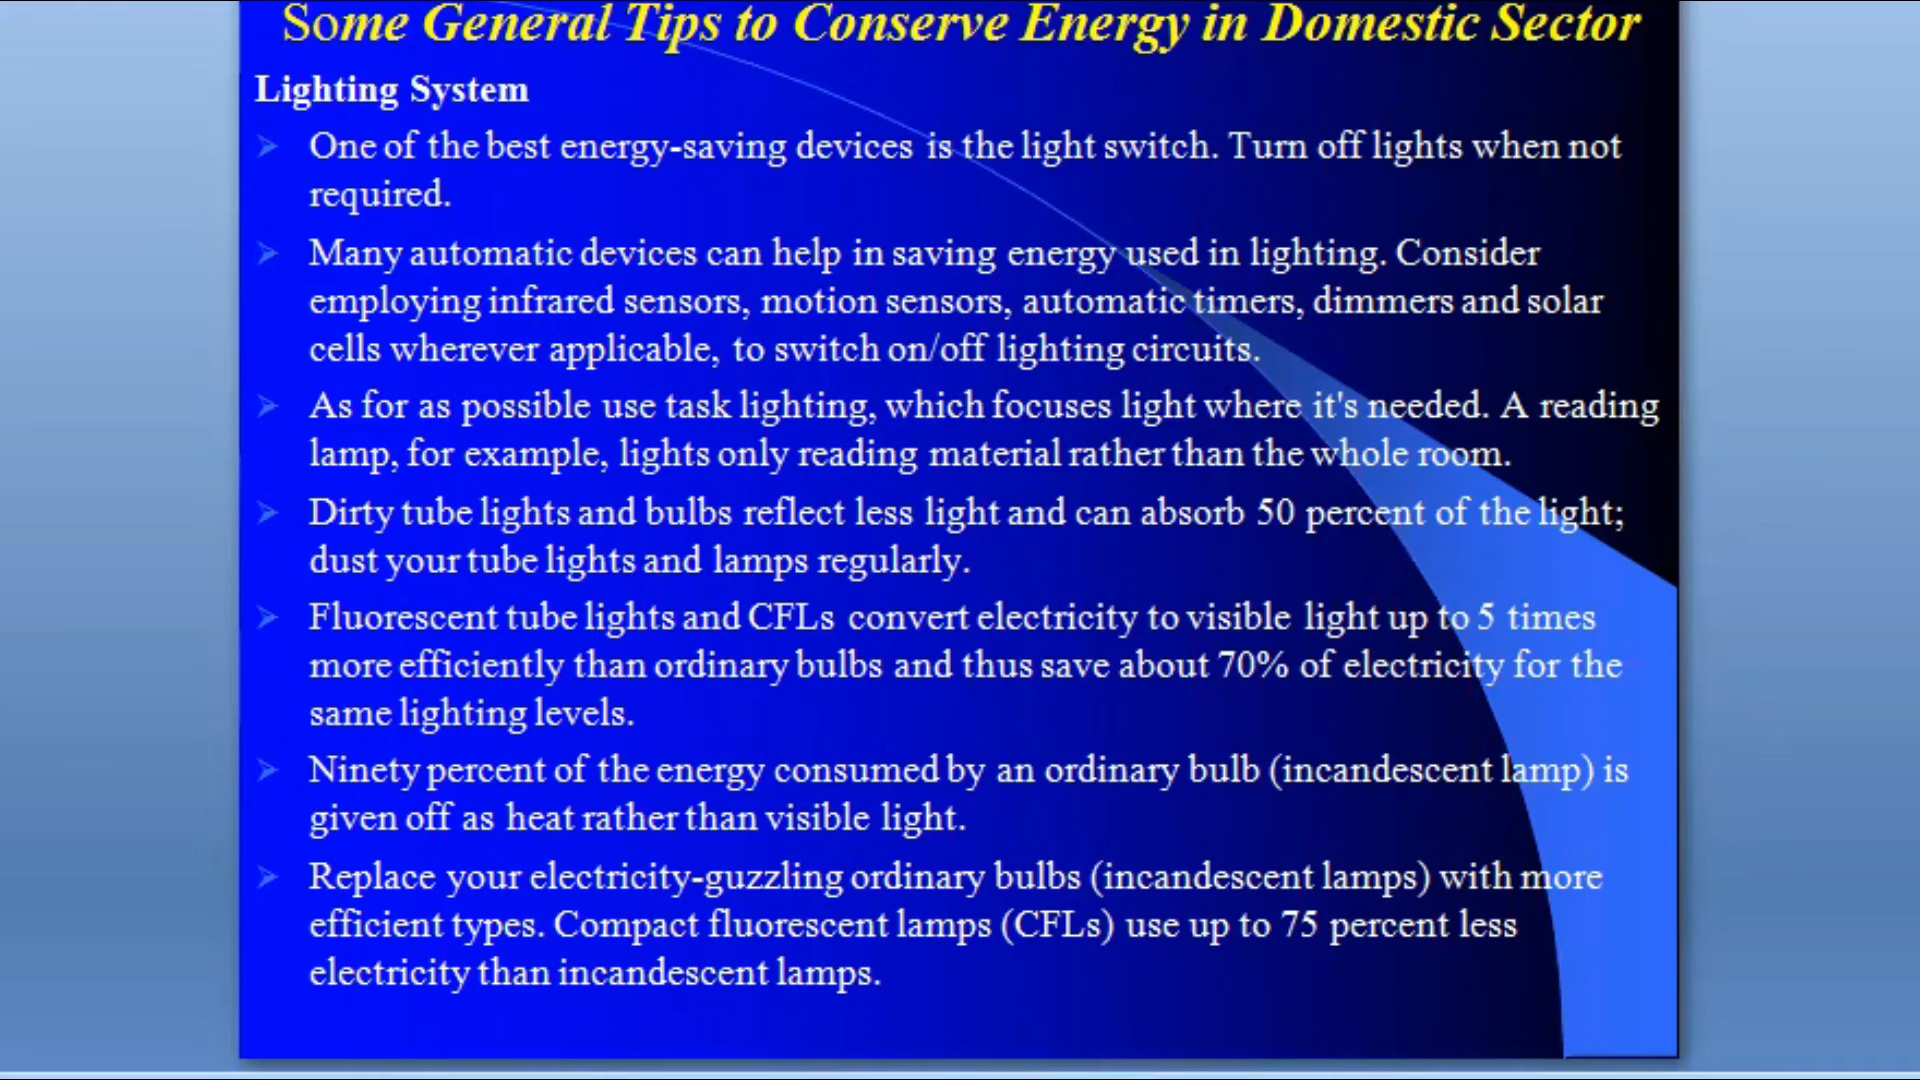 Some General Tips to Conserve Energy in Domestic Sector
Lighting System
One of the best energy-saving devices is the light switch. Turn off lights when not
required.
Many automatic devices can help in saving energy used in lighting. Consider
employing infrared sensors, motion sensors, automatic timers, dimmers and solar
cells wherever applicable, to switch on/off lighting circuits.
As for as possible use task lighting, which focuses light where it's needed. A reading
lamp, for example, lights only reading material rather than the whole room.
Dirty tube lights and bulbs reflect less light and can absorb 50 percent of the light;
dust your tube lights and lamps regularly.
Fluorescent tube lights and CFLs convert electricity to visible light up to 5 times
more efficiently than ordinary bulbs and thus save about 70% of electricity for the
same lighting levels.
Ninety percent of the energy consumed by an ordinary bulb (incandescent lamp) is
given off as heat rather than visible light.
Replace your electricity-guzzling ordinary bulbs (incandescent lamps) with more
efficient types. Compact fluorescent lamps (CFLs) use up to 75 percent less
electricity than incandescent lamps.